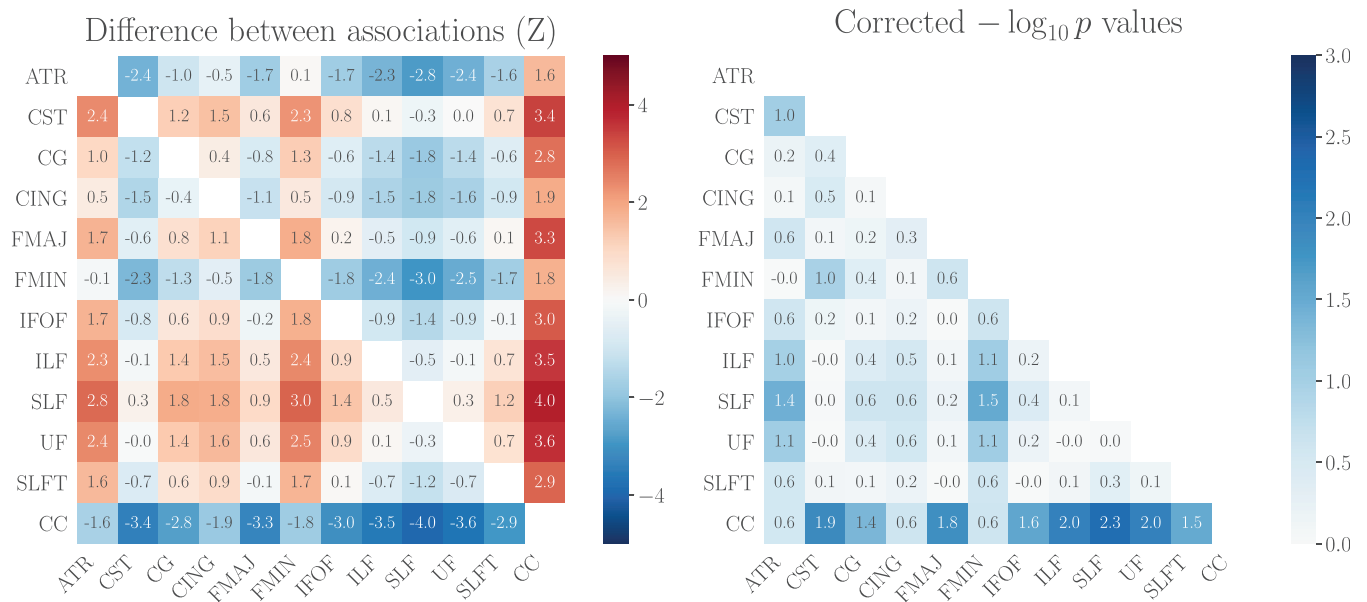 Difference between associations (Z)
ATR -2.4 -1.0 -0.5 -1.7 0.1 -1.7 -2.3 -2.8 -2.4 -1.6 1.6
CST 2.4 1.2 1.5 0.6 2.3 0.8 0.1 -0.3 0.0 0.7 3.4
CG 1.0 -1.2 0.4 -0.8 1.3 -0.6 -1.4 -1.8 -1.4 -0.6 2.8
CING 0.5 -1.5 -0.4 -1.1 0.5 -0.9 -1.5 -1.8 -1.6 -0.9 1.9
FMAJ 1.7 -0.6 0.8 1.1 1.8 0.2 -0.5 -0.9 -0.6 0.1 3.3
FMIN -0.1 -2.3 -1.3 -0.5 -1.8 -1.8 -2.4 -3.0 -2.5 -1.7 1.8
IFOF 1.7 -0.8 0.6 0.9 -0.2 1.8 -0.9 -1.4 -0.9 -0.1 3.0
ILF 2.3 -0.1 1.4 1.5 0.5 2.4 0.9 -0.5 -0.1 0.7 3.5
SLF 2.8 0.3 1.8 1.8 0.9 3.0 1.4 0.5 0.3 1.2 4.0
UF 2.4 -0.0 1.4 1.6 0.6 2.5 0.9 0.1 -0.3 0.7 3.6
SLFT 1.6 -0.7 0.6 0.9 -0.1 1.7 0.1 -0.7 -1.2 -0.7 2.9
CC -1.6 -3.4 -2.8 -1.9 -3.3 -1.8 -3.0 -3.5 -4.0 -3.6 -2.9
ATR CST CG CING FMAJ FMIN IFOF ILF SLF UF SLFT CC
4
2
0
−2
−4
Corrected − log10 p values
ATR
CST 1.0
CG 0.2 0.4
CING 0.1 0.5 0.1
FMAJ 0.6 0.1 0.2 0.3
FMIN -0.0 1.0 0.4 0.1 0.6
IFOF 0.6 0.2 0.1 0.2 0.0 0.6
ILF 1.0 -0.0 0.4 0.5 0.1 1.1 0.2
SLF 1.4 0.0 0.6 0.6 0.2 1.5 0.4 0.1
UF 1.1 -0.0 0.4 0.6 0.1 1.1 0.2 -0.0 0.0
SLFT 0.6 0.1 0.1 0.2 -0.0 0.6 -0.0 0.1 0.3 0.1
CC 0.6 1.9 1.4 0.6 1.8 0.6 1.6 2.0 2.3 2.0 1.5
ATR CST CG CING FMAJ FMIN IFOF ILF SLF UF SLFT CC
3.0
2.5
2.0
1.5
1.0
0.5
0.0